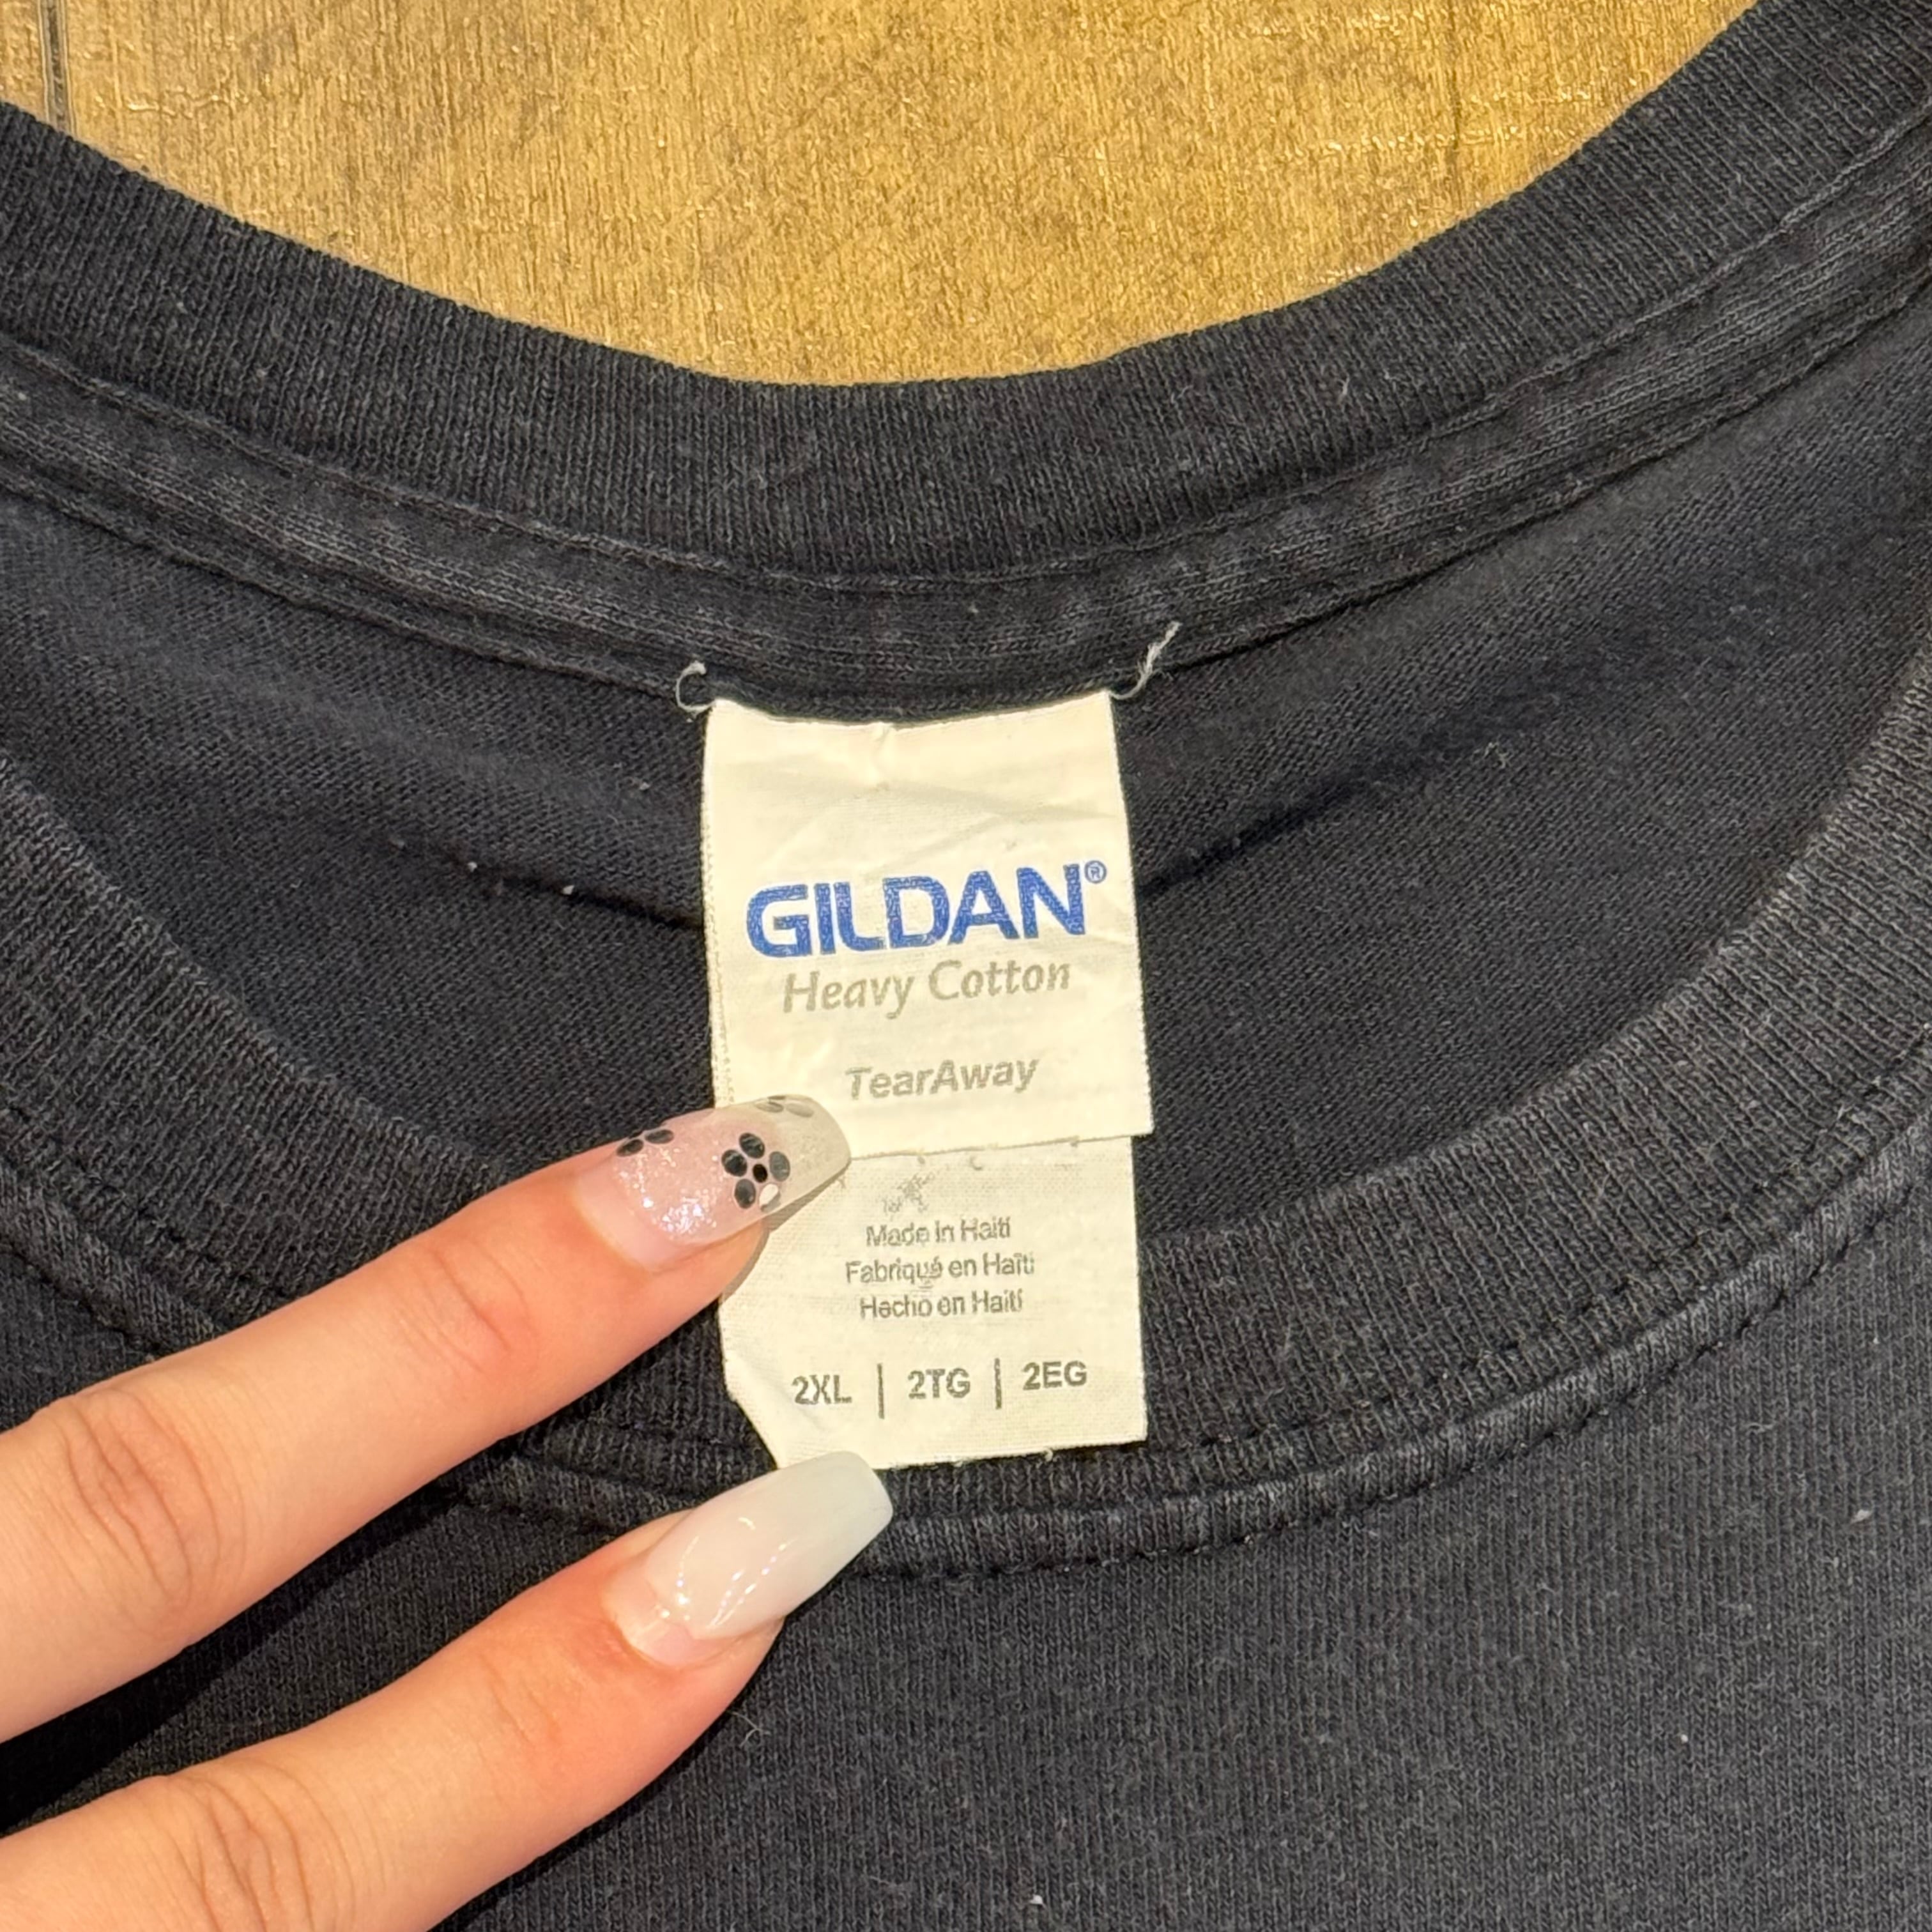 GILDAN®
Heavy Cotton
TearAway
Made in Haiti
Fabriqué en Haïti
Hecho en Haití
2XL | 2TG | 2EG